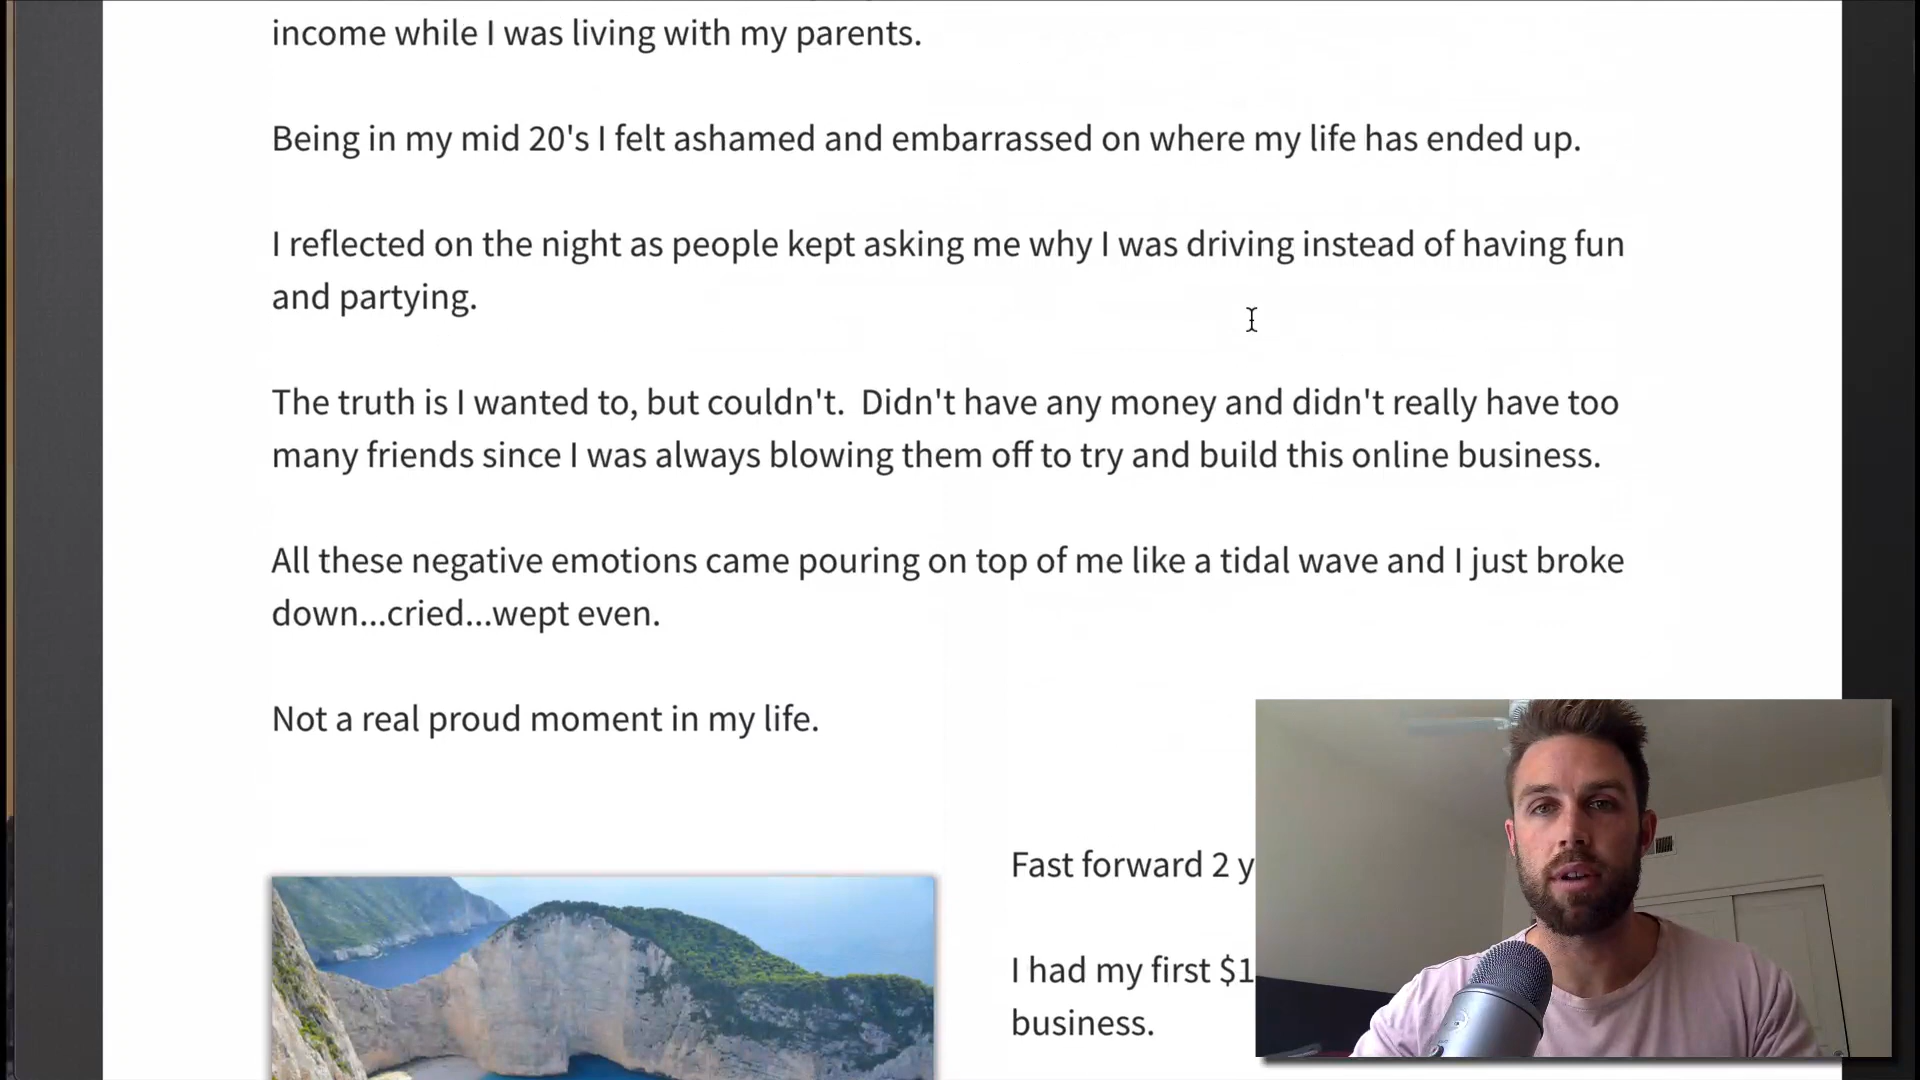 income while I was living with my parents.
Being in my mid 20's I felt ashamed and embarrassed on where my life has ended up.
I reflected on the night as people kept asking me why I was driving instead of having fun
and partying.
The truth is I wanted to, but couldn't.  Didn't have any money and didn't really have too
many friends since I was always blowing them off to try and build this online business.
All these negative emotions came pouring on top of me like a tidal wave and I just broke
down...cried...wept even.
Not a real proud moment in my life.
Fast forward 2 y
I had my first $1
business.